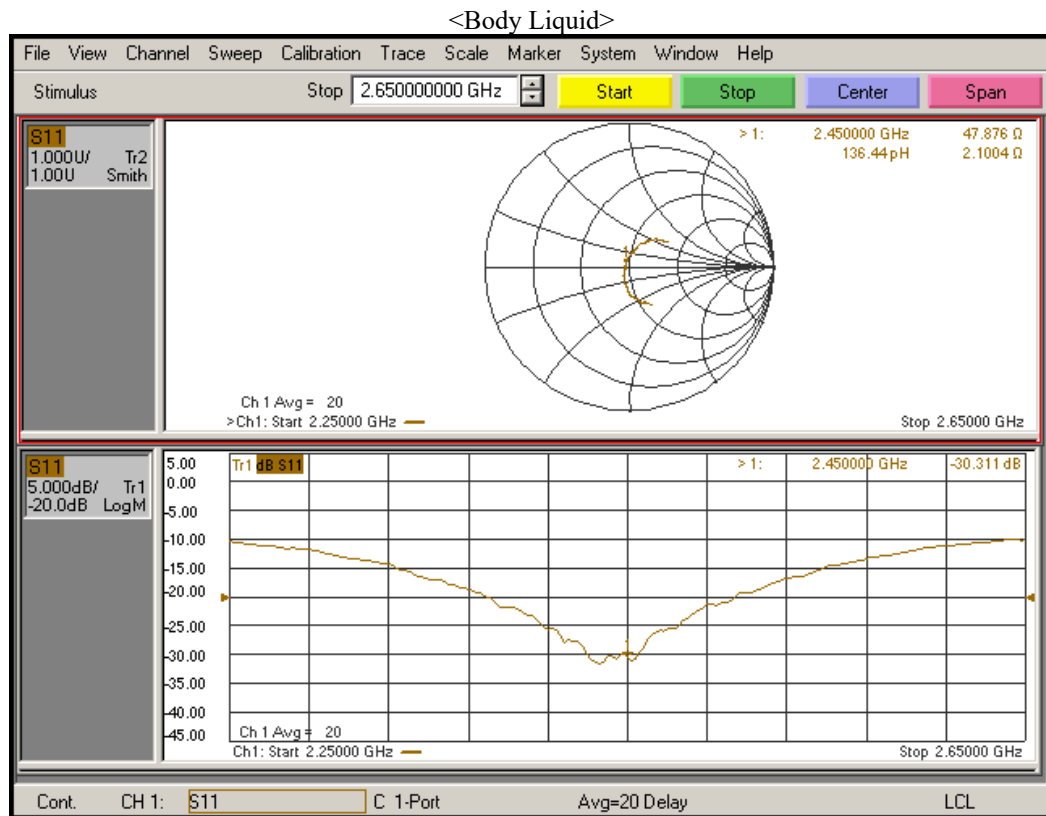 <Body Liquid>
File View Channel Sweep Calibration Trace Scale Marker System Window Help
Stimulus Stop 2.650000000 GHz Start Stop Center Span
S11
1.000U/ Tr2
1.00U Smith
> 1: 2.450000 GHz 47.876 Ω
136.44 pH 2.1004 Ω
Ch 1 Avg = 20
>Ch1: Start 2.25000 GHz Stop 2.65000 GHz
S11
5.000dB/ Tr1
-20.0dB LogM
Tr1 dB S11 > 1: 2.450000 GHz -30.311 dB
5.00
0.00
-5.00
-10.00
-15.00
-20.00
-25.00
-30.00
-35.00
-40.00
-45.00
Ch 1 Avg = 20
Ch1: Start 2.25000 GHz Stop 2.65000 GHz
Cont. CH 1: S11 C 1-Port Avg=20 Delay LCL